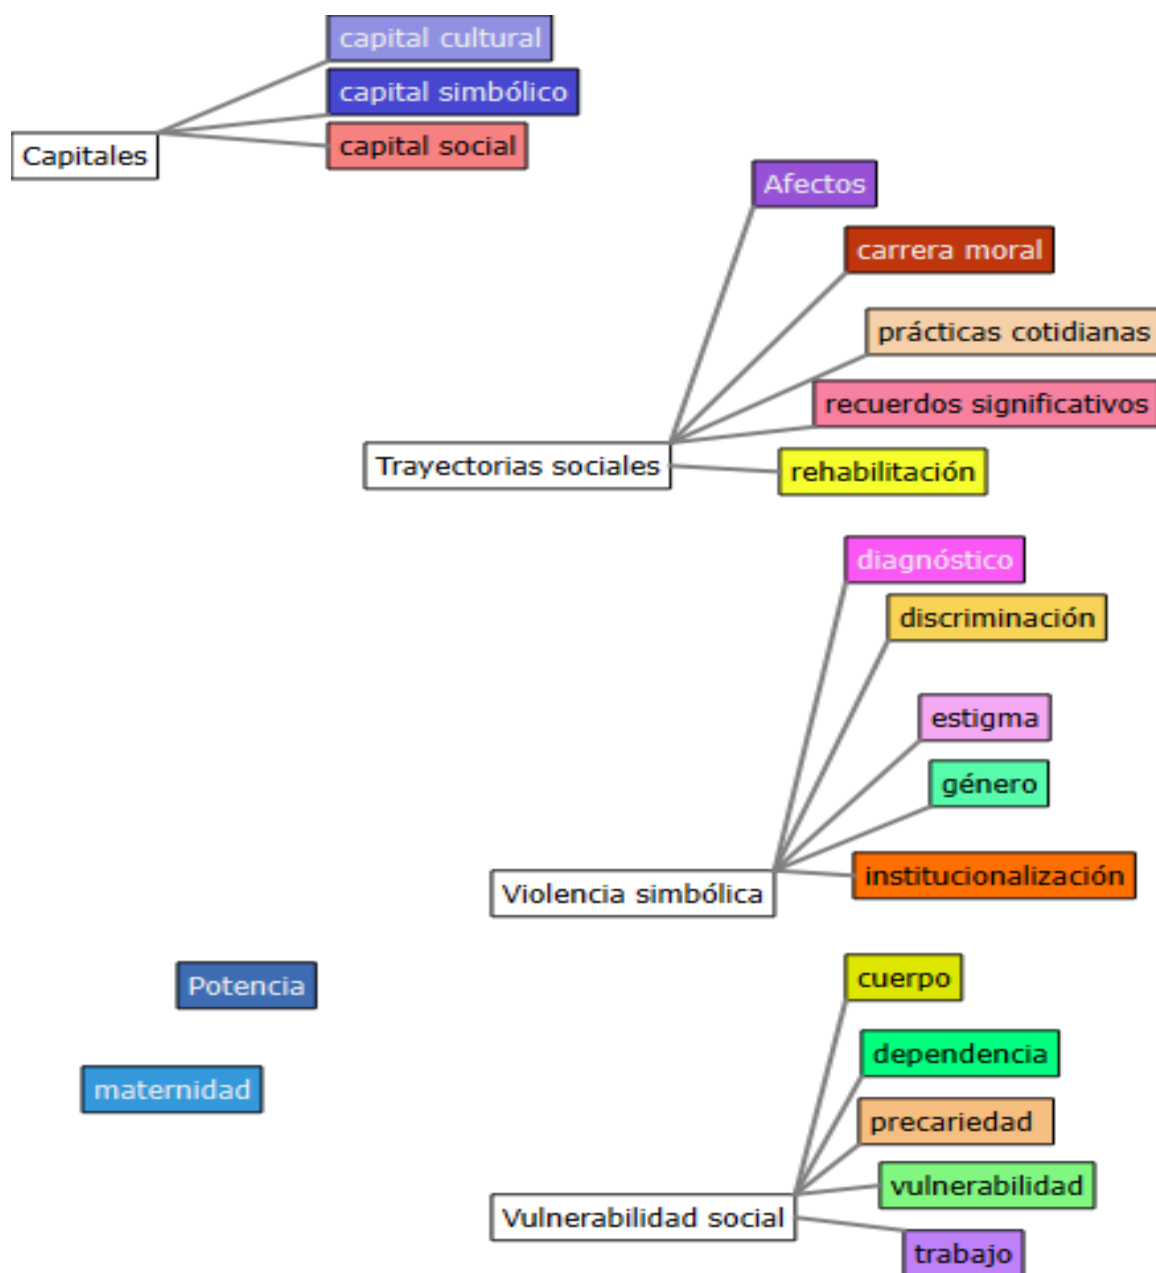 capital cultural
capital simbólico
capital social
Capitales
Afectos
carrera moral
prácticas cotidianas
recuerdos significativos
Trayectorias sociales
rehabilitación
diagnóstico
discriminación
estigma
género
institucionalización
Violencia simbólica
Potencia
cuerpo
dependencia
maternidad
precariedad
vulnerabilidad
Vulnerabilidad social
trabajo